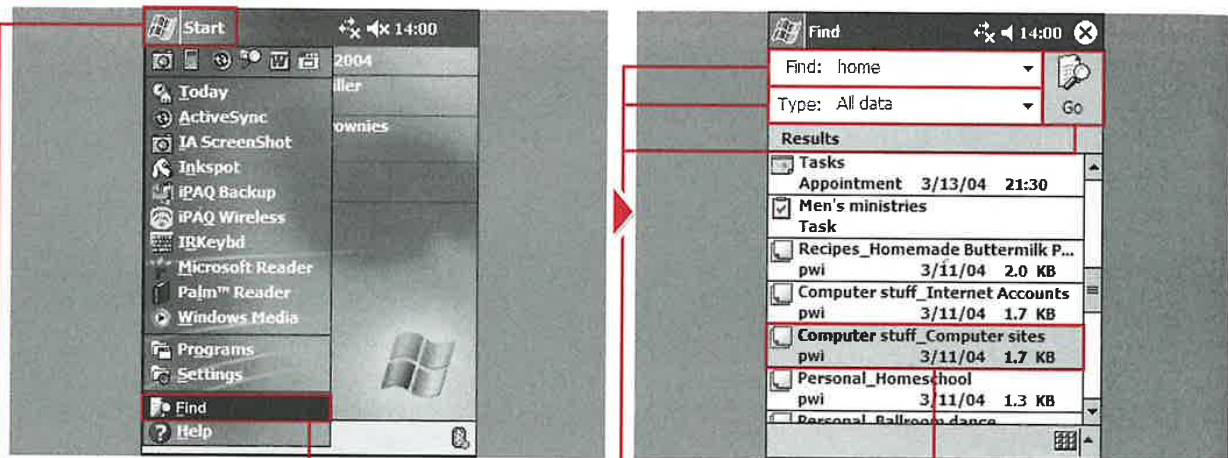 Start 14:00
2004
iller
Today
ownies
ActiveSync
IA ScreenShot
Inkspot
iPAQ Backup
iPAQ Wireless
IRKeybd
Microsoft Reader
Palm™ Reader
Windows Media
Programs
Settings
Find
Help
Find 14:00
Find: home
Type: All data
Go
Results
Tasks
Appointment 3/13/04 21:30
Men's ministries
Task
Recipes_Homemade Buttermilk P...
pwi 3/11/04 2.0 KB
Computer stuff_Internet Accounts
pwi 3/11/04 1.7 KB
Computer stuff_Computer sites
pwi 3/11/04 1.7 KB
Personal_Homeschool
pwi 3/11/04 1.3 KB
Personal_Ballroom dance